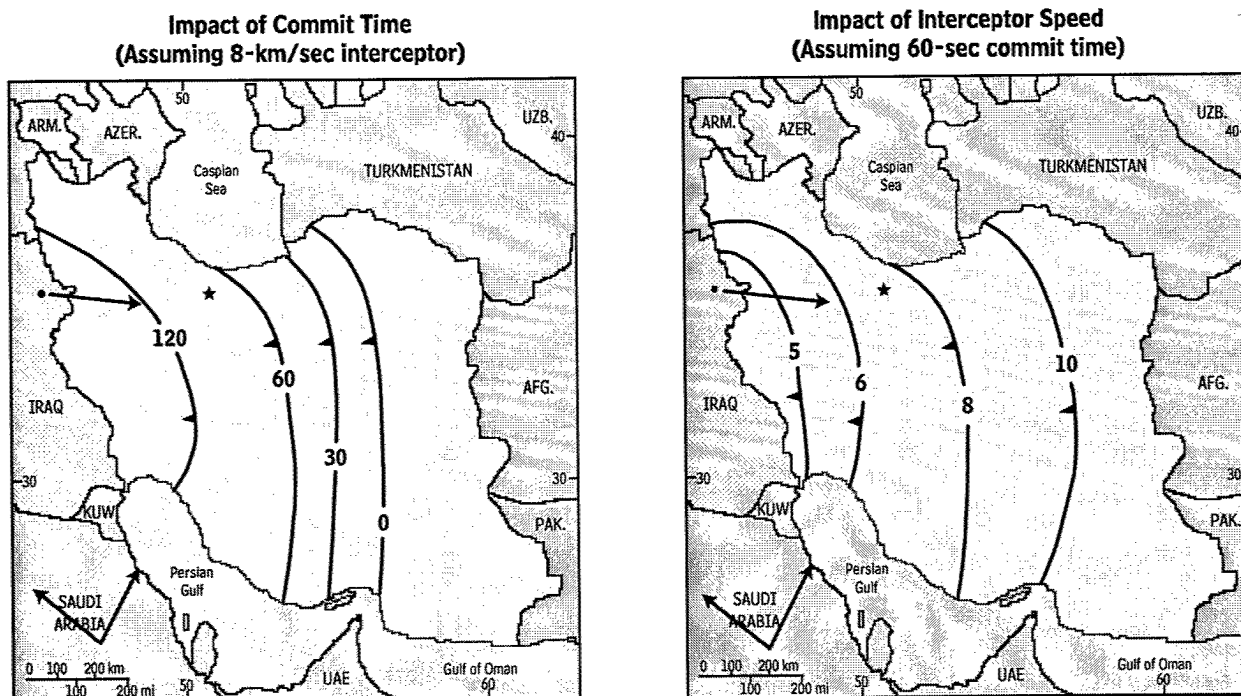 Impact of Commit Time
(Assuming 8-km/sec interceptor)
50
ARM.
AZER.
UZB.
40
Caspian
Sea
TURKMENISTAN
120
60
AFG.
IRAQ
30
30
30
KUW
0
PAK.
Persian
Gulf
SAUDI
ARABIA
0 100 200 km
100 200 mi
50
UAE
Gulf of Oman
60
Impact of Interceptor Speed
(Assuming 60-sec commit time)
50
ARM.
AZER.
UZB.
40
Caspian
Sea
TURKMENISTAN
5
10
6
AFG.
IRAQ
8
30
30
KUW
PAK.
Persian
Gulf
SAUDI
ARABIA
0 100 200 km
100 200 mi
50
UAE
Gulf of Oman
60